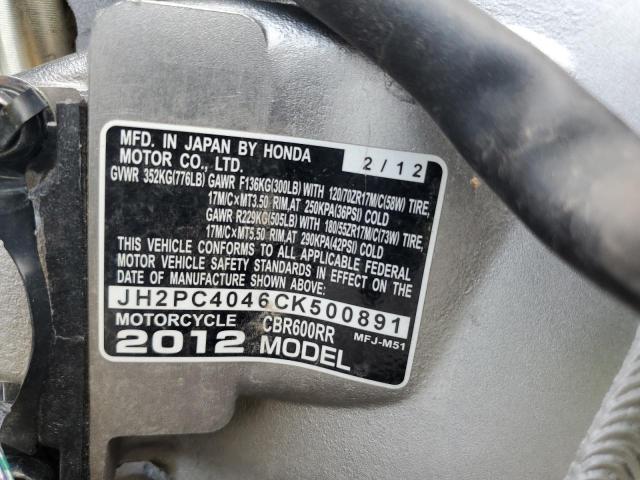 MFD. IN JAPAN BY HONDA
MOTOR CO., LTD. 2/12
GVWR 352KG(776LB) GAWR F136KG(300LB) WITH 120/70ZR17M/C(58W) TIRE,
17M/C×MT3.50 RIM,AT 250KPA(36PSI) COLD
GAWR R229KG(505LB) WITH 180/55ZR17M/C(73W) TIRE,
17M/C×MT5.50 RIM,AT 290KPA(42PSI) COLD
THIS VEHICLE CONFORMS TO ALL APPLICABLE FEDERAL
MOTOR VEHICLE SAFETY STANDARDS IN EFFECT ON THE
DATE OF MANUFACTURE SHOWN ABOVE:
JH2PC4046CK500891
MOTORCYCLE CBR600RR MFJ-M51
2012 MODEL